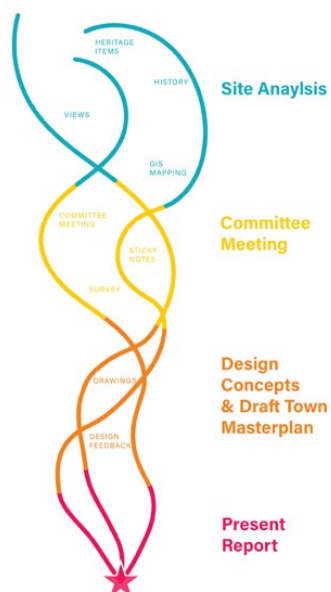 HERITAGE
ITEMS
HISTORY
Site Anaylsis
VIEWS
GIS
MAPPING
COMMITTEE
MEETING
Committee
Meeting
STICKY
NOTES
SURVEY
Design
Concepts
& Draft Town
Masterplan
DRAWINGS
DESIGN
FEEDBACK
Present
Report